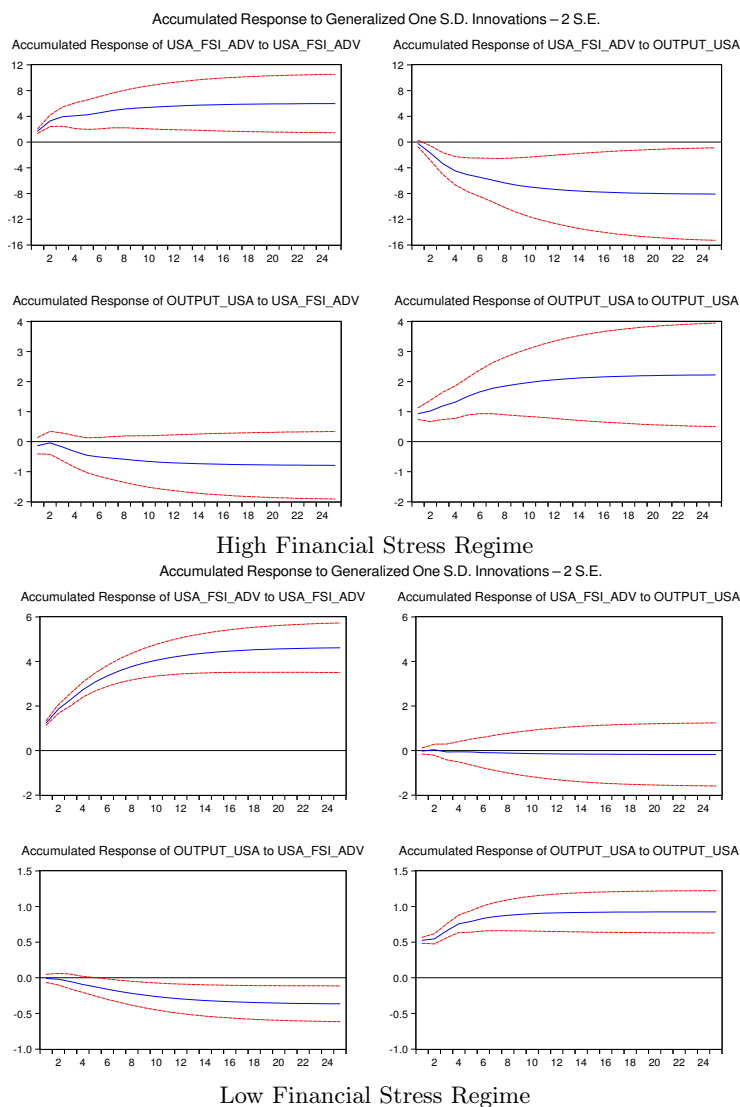 Accumulated Response to Generalized One S.D. Innovations – 2 S.E.
Accumulated Response of USA_FSI_ADV to USA_FSI_ADV
12
8
4
0
-4
-8
-12
-16
2 4 6 8 10 12 14 16 18 20 22 24
Accumulated Response of USA_FSI_ADV to OUTPUT_USA
12
8
4
0
-4
-8
-12
-16
2 4 6 8 10 12 14 16 18 20 22 24
Accumulated Response of OUTPUT_USA to USA_FSI_ADV
4
3
2
1
0
-1
-2
2 4 6 8 10 12 14 16 18 20 22 24
Accumulated Response of OUTPUT_USA to OUTPUT_USA
4
3
2
1
0
-1
-2
2 4 6 8 10 12 14 16 18 20 22 24
High Financial Stress Regime
Accumulated Response to Generalized One S.D. Innovations – 2 S.E.
Accumulated Response of USA_FSI_ADV to USA_FSI_ADV
6
4
2
0
-2
2 4 6 8 10 12 14 16 18 20 22 24
Accumulated Response of USA_FSI_ADV to OUTPUT_USA
6
4
2
0
-2
2 4 6 8 10 12 14 16 18 20 22 24
Accumulated Response of OUTPUT_USA to USA_FSI_ADV
1.5
1.0
0.5
0.0
-0.5
-1.0
2 4 6 8 10 12 14 16 18 20 22 24
Accumulated Response of OUTPUT_USA to OUTPUT_USA
1.5
1.0
0.5
0.0
-0.5
-1.0
2 4 6 8 10 12 14 16 18 20 22 24
Low Financial Stress Regime